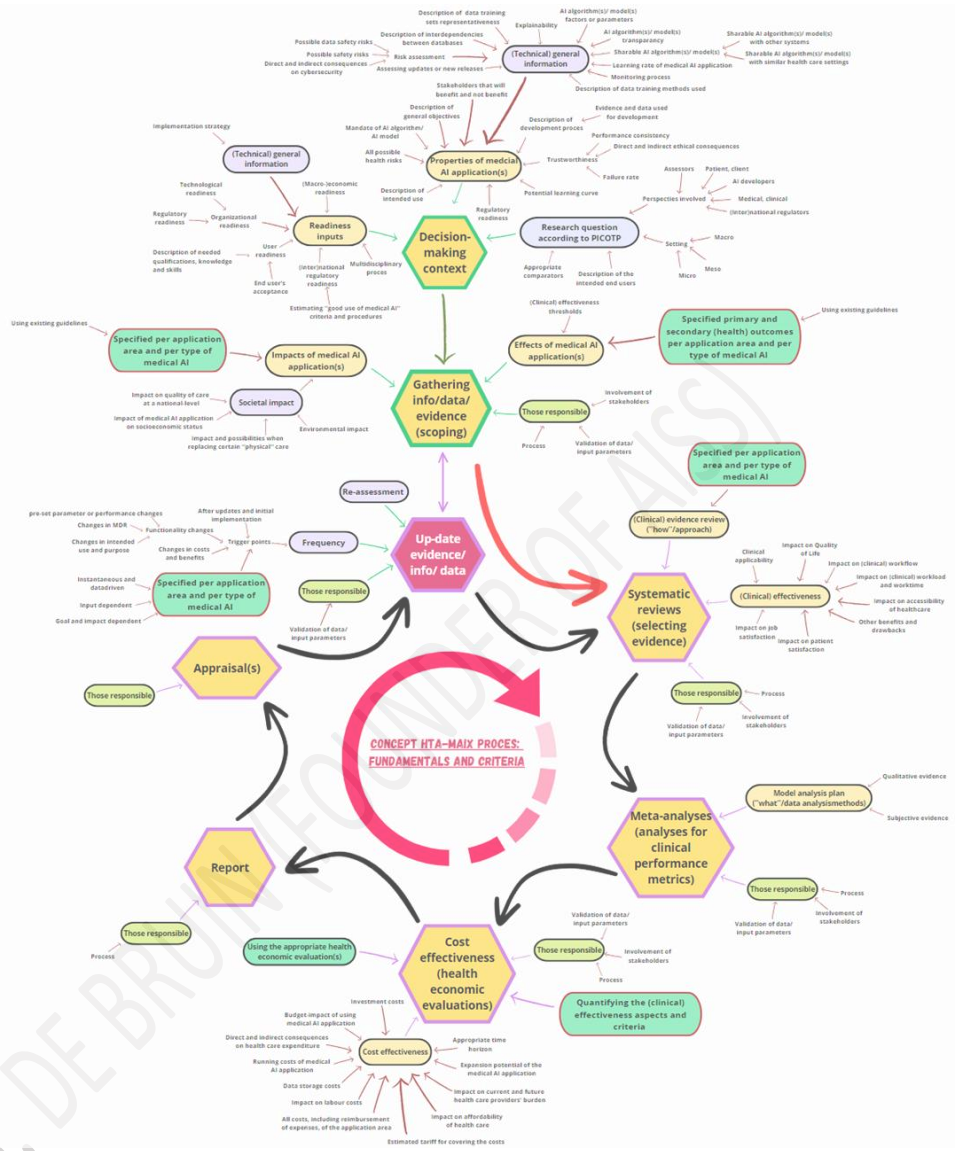 Description of data training
sets representativeness
Explainability
AI algorithm(s)/ model(s)
factors or parameters
Possible data safety risks
Possible safety risks
Direct and indirect consequences
on cybersecurity
Description of interdependencies
between databases
Risk assessment
Assessing updates or new releases
(Technical) general
information
AI algorithm(s)/ model(s)
transparancy
Sharable AI algorithm(s)/ model(s)
Sharable AI algorithm(s)/ model(s)
with other systems
Sharable AI algorithm(s)/ model(s)
with similar health care settings
Learning rate of medical AI application
Monitoring process
Description of data training methods used
Stakeholders that will
benefit and not benefit
Description of
general objectives
Mandate of AI algorithm/
AI model
All possible
health risks
Description of
intended use
Properties of medcial
AI application(s)
Description of
development proces
Evidence and data used
for development
Trustworthiness
Performance consistency
Direct and indirect ethical consequences
Failure rate
Potential learning curve
Regulatory
readiness
Implementation strategy
(Technical) general
information
(Macro-)economic
readiness
Technological
readiness
Regulatory
readiness
Organizational
readiness
Readiness
inputs
Description of needed
qualifications, knowledge
and skills
User
readiness
End user's
acceptance
(Inter)national
regulatory
readiness
Multidisciplinary
proces
Estimating "good use of medical AI"
criteria and procedures
Decision-
making
context
Research question
according to PICOTP
Appropriate
comparators
Description of the
intended end users
Perspecties involved
Assessors
Patient, client
AI developers
Medical, clinical
(Inter)national regulators
Setting
Macro
Meso
Micro
Using existing guidelines
Specified per application
area and per type of
medical AI
Impacts of medical AI
application(s)
Impact on quality of care
at a national-level
Impact of medical AI application
on socioeconomic status
Societal impact
Impact and possibilities when
replacing certain "physical" care
Environmental impact
Gathering
info/data/
evidence
(scoping)
(Clinical) effectiveness
thresholds
Effects of medical AI
application(s)
Specified primary and
secondary (health) outcomes
per application area and per
type of medical AI
Using existing guidelines
Those responsible
Involvement of
stakeholders
Process
Validation of data/
input parameters
Re-assessment
Up-date
evidence/
info/ data
pre-set parameter or performance changes
Changes in MDR
Changes in intended
use and purpose
Functionality changes
After updates and initial
implementation
Changes in costs
and benefits
Trigger points
Frequency
Instantaneous and
datadriven
Input dependent
Goal and impact dependent
Specified per application
area and per type of
medical AI
Those responsible
Validation of data/
input parameters
Specified per application
area and per type of
medical AI
(Clinical) evidence review
("how"/approach)
Systematic
reviews
(selecting
evidence)
Clinical
applicability
Impact on Quality
of Life
Impact on (clinical) workflow
Impact on (clinical) workload
and worktime
(Clinical) effectiveness
Impact on accessibility
of healthcare
Other benefits and
drawbacks
Impact on job
satisfaction
Impact on patient
satisfaction
Those responsible
Process
Involvement of
stakeholders
Validation of data/
input parameters
Appraisal(s)
Those responsible
CONCEPT HTA-MAIX PROCES:
FUNDAMENTALS AND CRITERIA
Meta-analyses
(analyses for
clinical
performance
metrics)
Model analysis plan
("what"/data analysismethods)
Qualitative evidence
Subjective evidence
Those responsible
Process
Involvement of
stakeholders
Validation of data/
input parameters
Report
Those responsible
Process
Using the appropriate health
economic evaluation(s)
Cost
effectiveness
(health
economic
evaluations)
Those responsible
Validation of data/
input parameters
Involvement of
stakeholders
Process
Quantifying the (clinical)
effectiveness aspects and
criteria
Investment costs
Budget-impact of using
medical AI application
Direct and indirect consequences
on health care expenditure
Running costs of medical
AI application
Data storage costs
Impact on labour costs
All costs, including reimbursement
of expenses, of the application area
Cost effectiveness
Appropriate time
horizon
Expansion potential of the
medical AI application
Impact on current and future
health care providers' burden
Impact on affordability
of health care
Estimated tariff for covering the costs
DE BRUIN (FOUNDER OF AISS)